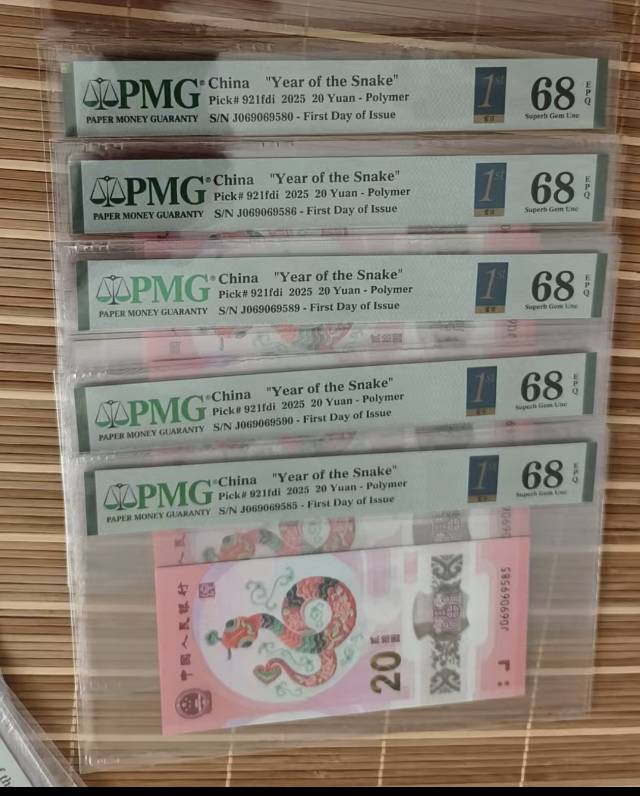 PMG
PAPER MONEY GUARANTY
China "Year of the Snake"
Pick# 921fdi 2025 20 Yuan - Polymer
S/N J069069580 - First Day of Issue
1st
68
EPQ
Superb Gem Unc
PMG
PAPER MONEY GUARANTY
China "Year of the Snake"
Pick# 921fdi 2025 20 Yuan - Polymer
S/N J069069586 - First Day of Issue
1st
68
EPQ
Superb Gem Unc
PMG
PAPER MONEY GUARANTY
China "Year of the Snake"
Pick# 921fdi 2025 20 Yuan - Polymer
S/N J069069589 - First Day of Issue
1st
68
EPQ
Superb Gem Unc
PMG
PAPER MONEY GUARANTY
China "Year of the Snake"
Pick# 921fdi 2025 20 Yuan - Polymer
S/N J069069590 - First Day of Issue
1st
68
EPQ
Superb Gem Unc
PMG
PAPER MONEY GUARANTY
China "Year of the Snake"
Pick# 921fdi 2025 20 Yuan - Polymer
S/N J069069585 - First Day of Issue
1st
68
EPQ
Superb Gem Unc
中国人民银行
20
贰拾圆
J069069585